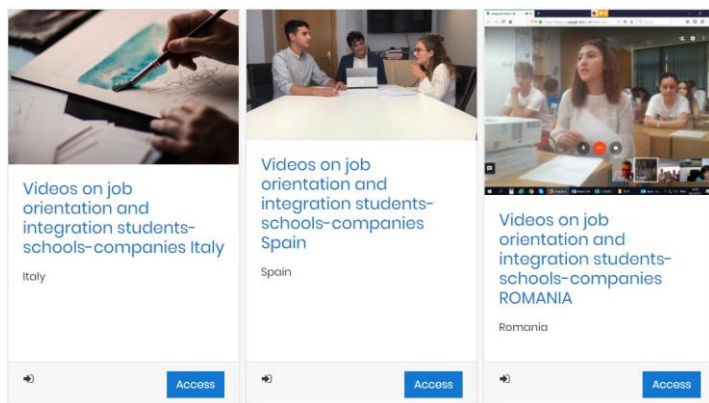 Videos on job
orientation and
integration students-
schools-companies Italy
Italy
Access
Videos on job
orientation and
integration students-
schools-companies
Spain
Spain
Access
Videos on job
orientation and
integration students-
schools-companies
ROMANIA
Romania
Access